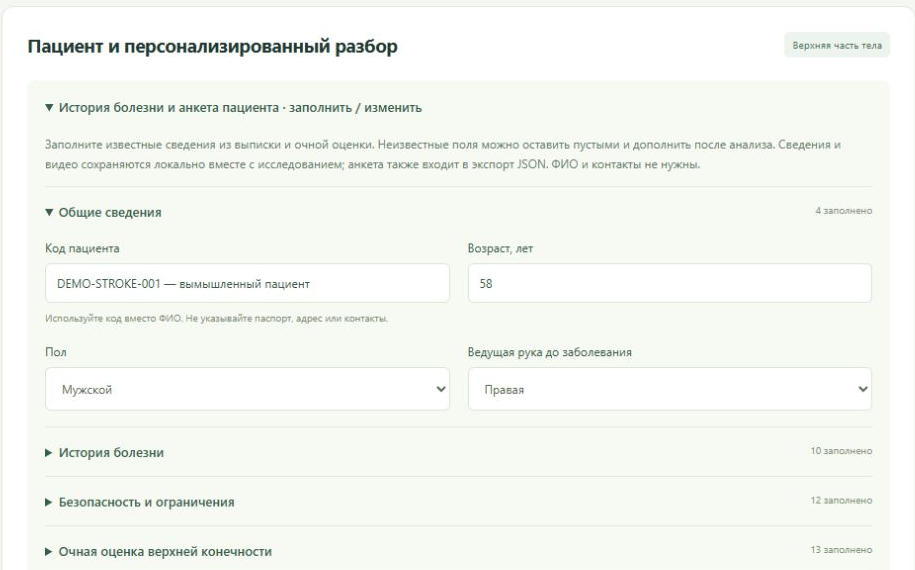 Пациент и персонализированный разбор
Верхняя часть тела
История болезни и анкета пациента · заполнить / изменить
Заполните известные сведения из выписки и очной оценки. Неизвестные поля можно оставить пустыми и дополнить после анализа. Сведения и
видео сохраняются локально вместе с исследованием; анкета также входит в экспорт JSON. ФИО и контакты не нужны.
Общие сведения
4 заполнено
Код пациента
Возраст, лет
DEMO-STROKE-001 — вымышленный пациент
58
Используйте код вместо ФИО. Не указывайте паспорт, адрес или контакты.
Пол
Ведущая рука до заболевания
Мужской
Правая
История болезни
10 заполнено
Безопасность и ограничения
12 заполнено
Очная оценка верхней конечности
13 заполнено